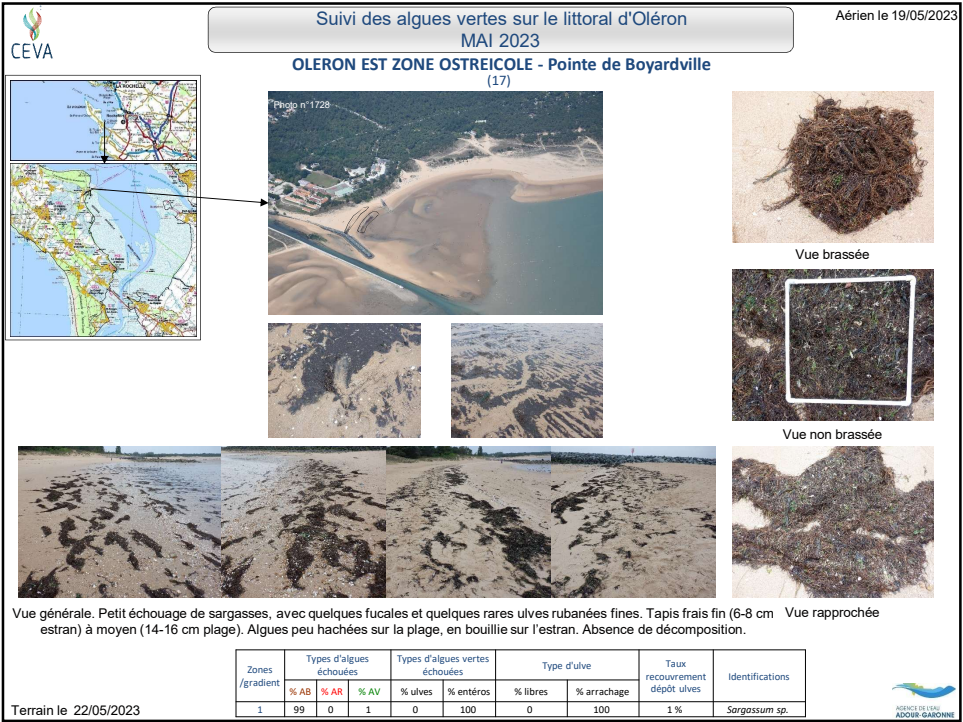 CEVA
Suivi des algues vertes sur le littoral d'Oléron
MAI 2023
Aérien le 19/05/2023
OLERON EST ZONE OSTREICOLE - Pointe de Boyardville
(17)
LA ROCHELLE
Photo n°1728
Vue brassée
Vue non brassée
Vue générale. Petit échouage de sargasses, avec quelques fucales et quelques rares ulves rubanées fines. Tapis frais fin (6-8 cm
estran) à moyen (14-16 cm plage). Algues peu hachées sur la plage, en bouillie sur l'estran. Absence de décomposition.
Vue rapprochée
Zones /gradient
Types d'algues échouées
Types d'algues vertes échouées
Type d'ulve
Taux recouvrement dépôt ulves
Identifications
% AB % AR % AV % ulves % entéros % libres % arrachage
1 99 0 1 0 100 0 100 1 % Sargassum sp.
Terrain le 22/05/2023
AGENCE DE L'EAU
ADOUR-GARONNE